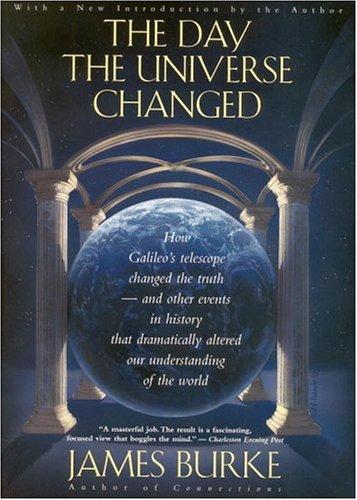 With a New Introduction by the Author
THE DAY
THE UNIVERSE
CHANGED
How
Galileo's telescope
changed the truth
— and other events
in history
that dramatically altered
our understanding
of the world
"A masterful job. The result is a fascinating,
focused view that boggles the mind." — Charleston Evening Post
JAMES BURKE
Author of Connections